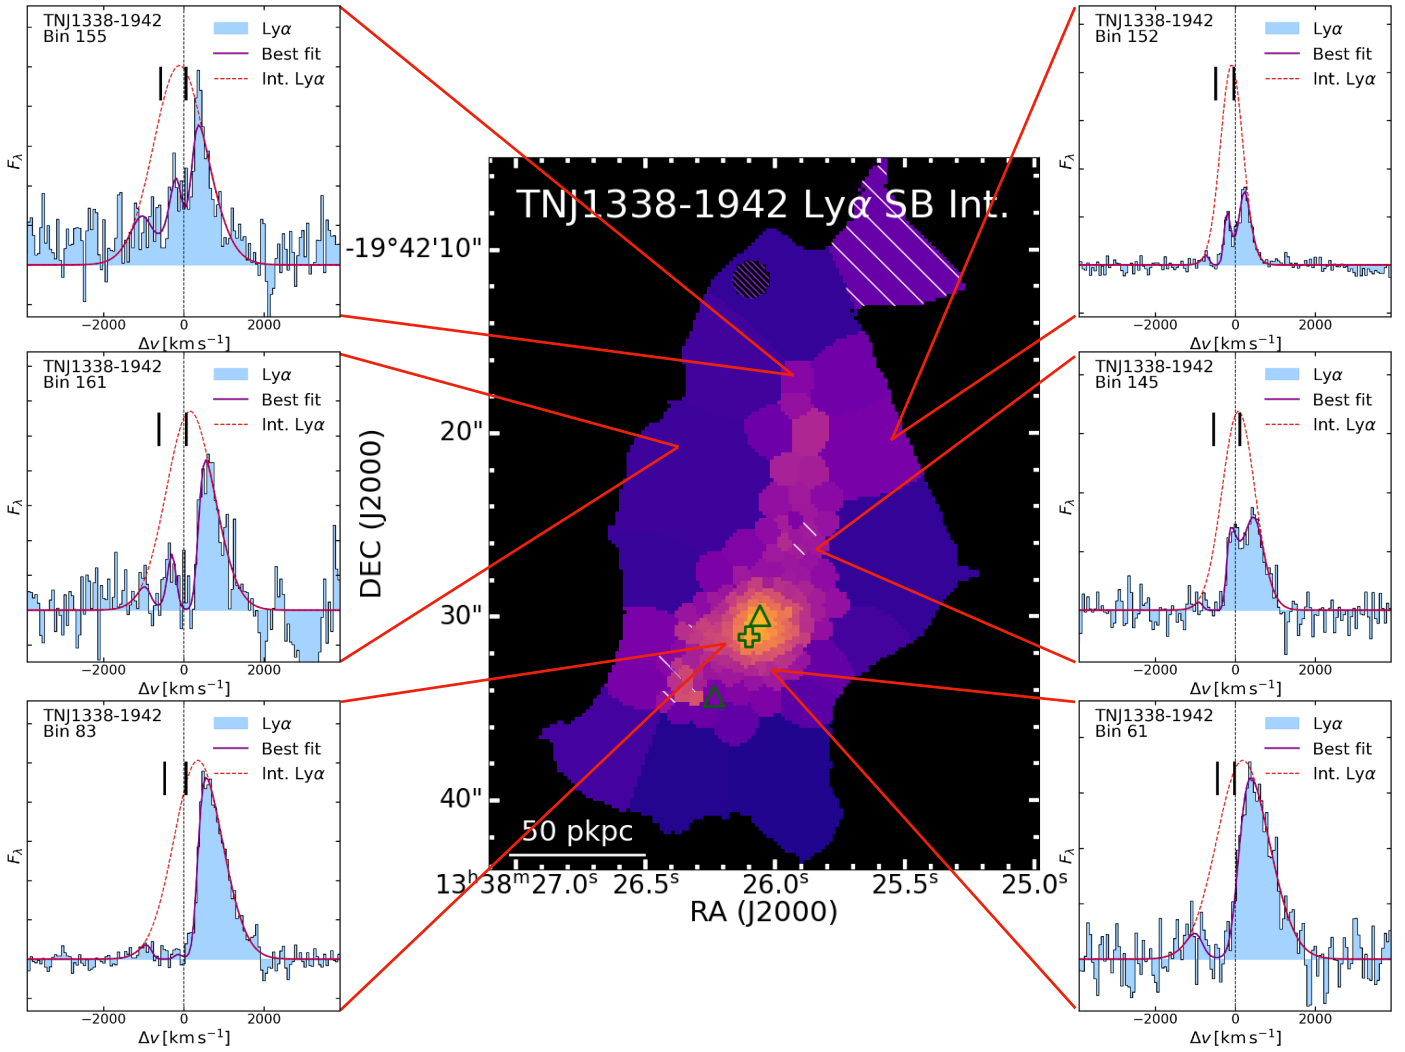 TNJ1338-1942
Bin 155
Lyα
Best fit
Int. Lyα
Fλ
−2000 0 2000
Δv [km s⁻¹]
TNJ1338-1942
Bin 161
Lyα
Best fit
Int. Lyα
Fλ
−2000 0 2000
Δv [km s⁻¹]
TNJ1338-1942
Bin 83
Lyα
Best fit
Int. Lyα
Fλ
−2000 0 2000
Δv [km s⁻¹]
TNJ1338-1942 Lyα SB Int.
-19°42'10"
20"
30"
40"
DEC (J2000)
50 pkpc
13ʰ38ᵐ27.0ˢ 26.5ˢ 26.0ˢ 25.5ˢ 25.0ˢ
RA (J2000)
TNJ1338-1942
Bin 152
Lyα
Best fit
Int. Lyα
Fλ
−2000 0 2000
Δv [km s⁻¹]
TNJ1338-1942
Bin 145
Lyα
Best fit
Int. Lyα
Fλ
−2000 0 2000
Δv [km s⁻¹]
TNJ1338-1942
Bin 61
Lyα
Best fit
Int. Lyα
Fλ
−2000 0 2000
Δv [km s⁻¹]